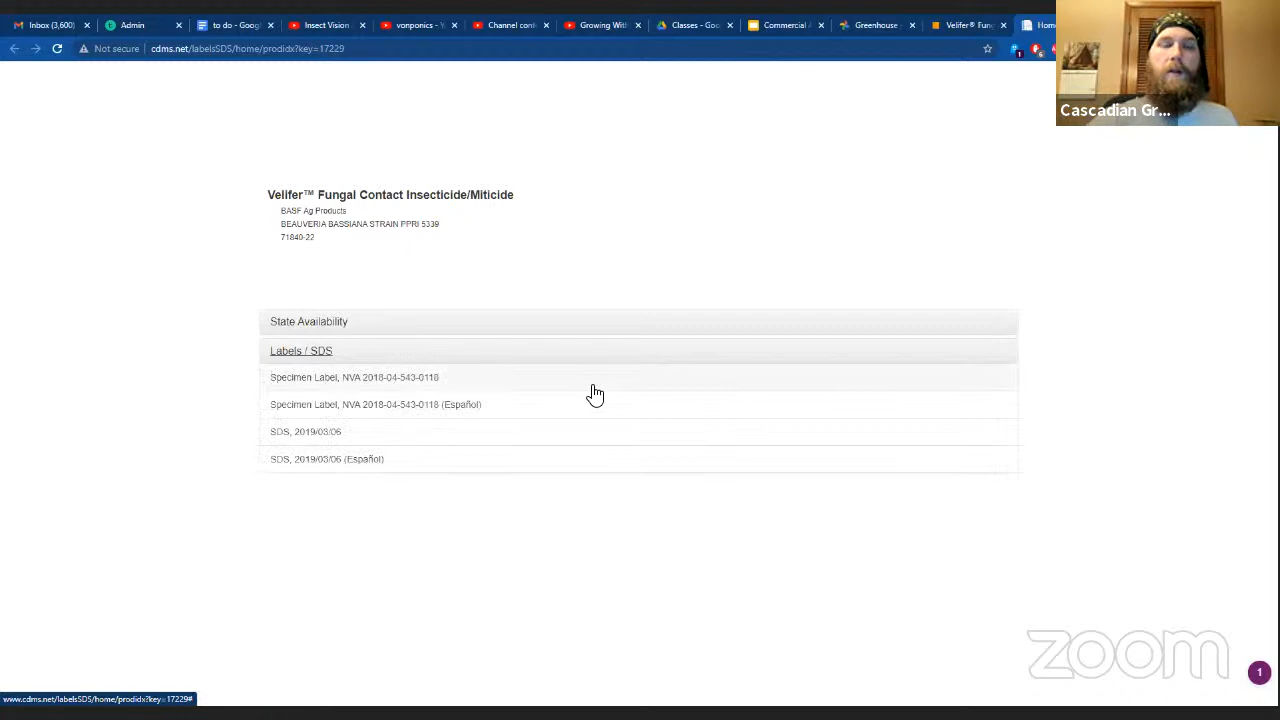 Inbox (3,600)
Admin
to do - Googl
Insect Vision
vonponics - Y
Channel cont
Growing With
Classes - Goo
Commercial A
Greenhouse -
Velifer® Fung
Hom
Not secure
cdms.net/labelsSDS/home/prodidx?key=17229
Cascadian Gr...
Velifer™ Fungal Contact Insecticide/Miticide
BASF Ag Products
BEAUVERIA BASSIANA STRAIN PPRI 5339
71840-22
State Availability
Labels / SDS
Specimen Label, NVA 2018-04-543-0118
Specimen Label, NVA 2018-04-543-0118 (Español)
SDS, 2019/03/06
SDS, 2019/03/06 (Español)
zoom
1
www.cdms.net/labelsSDS/home/prodidx?key=17229#